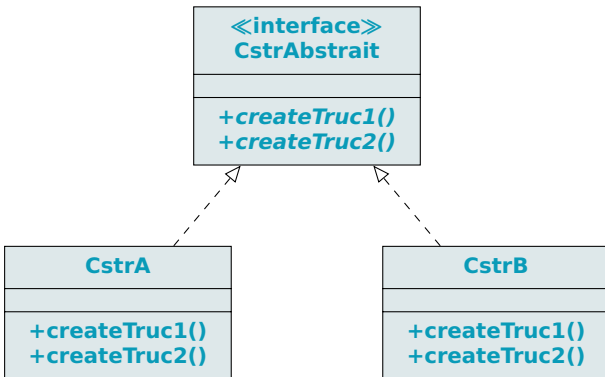 ≪interface≫
CstrAbstrait
+createTruc1()
+createTruc2()
CstrA
+createTruc1()
+createTruc2()
CstrB
+createTruc1()
+createTruc2()